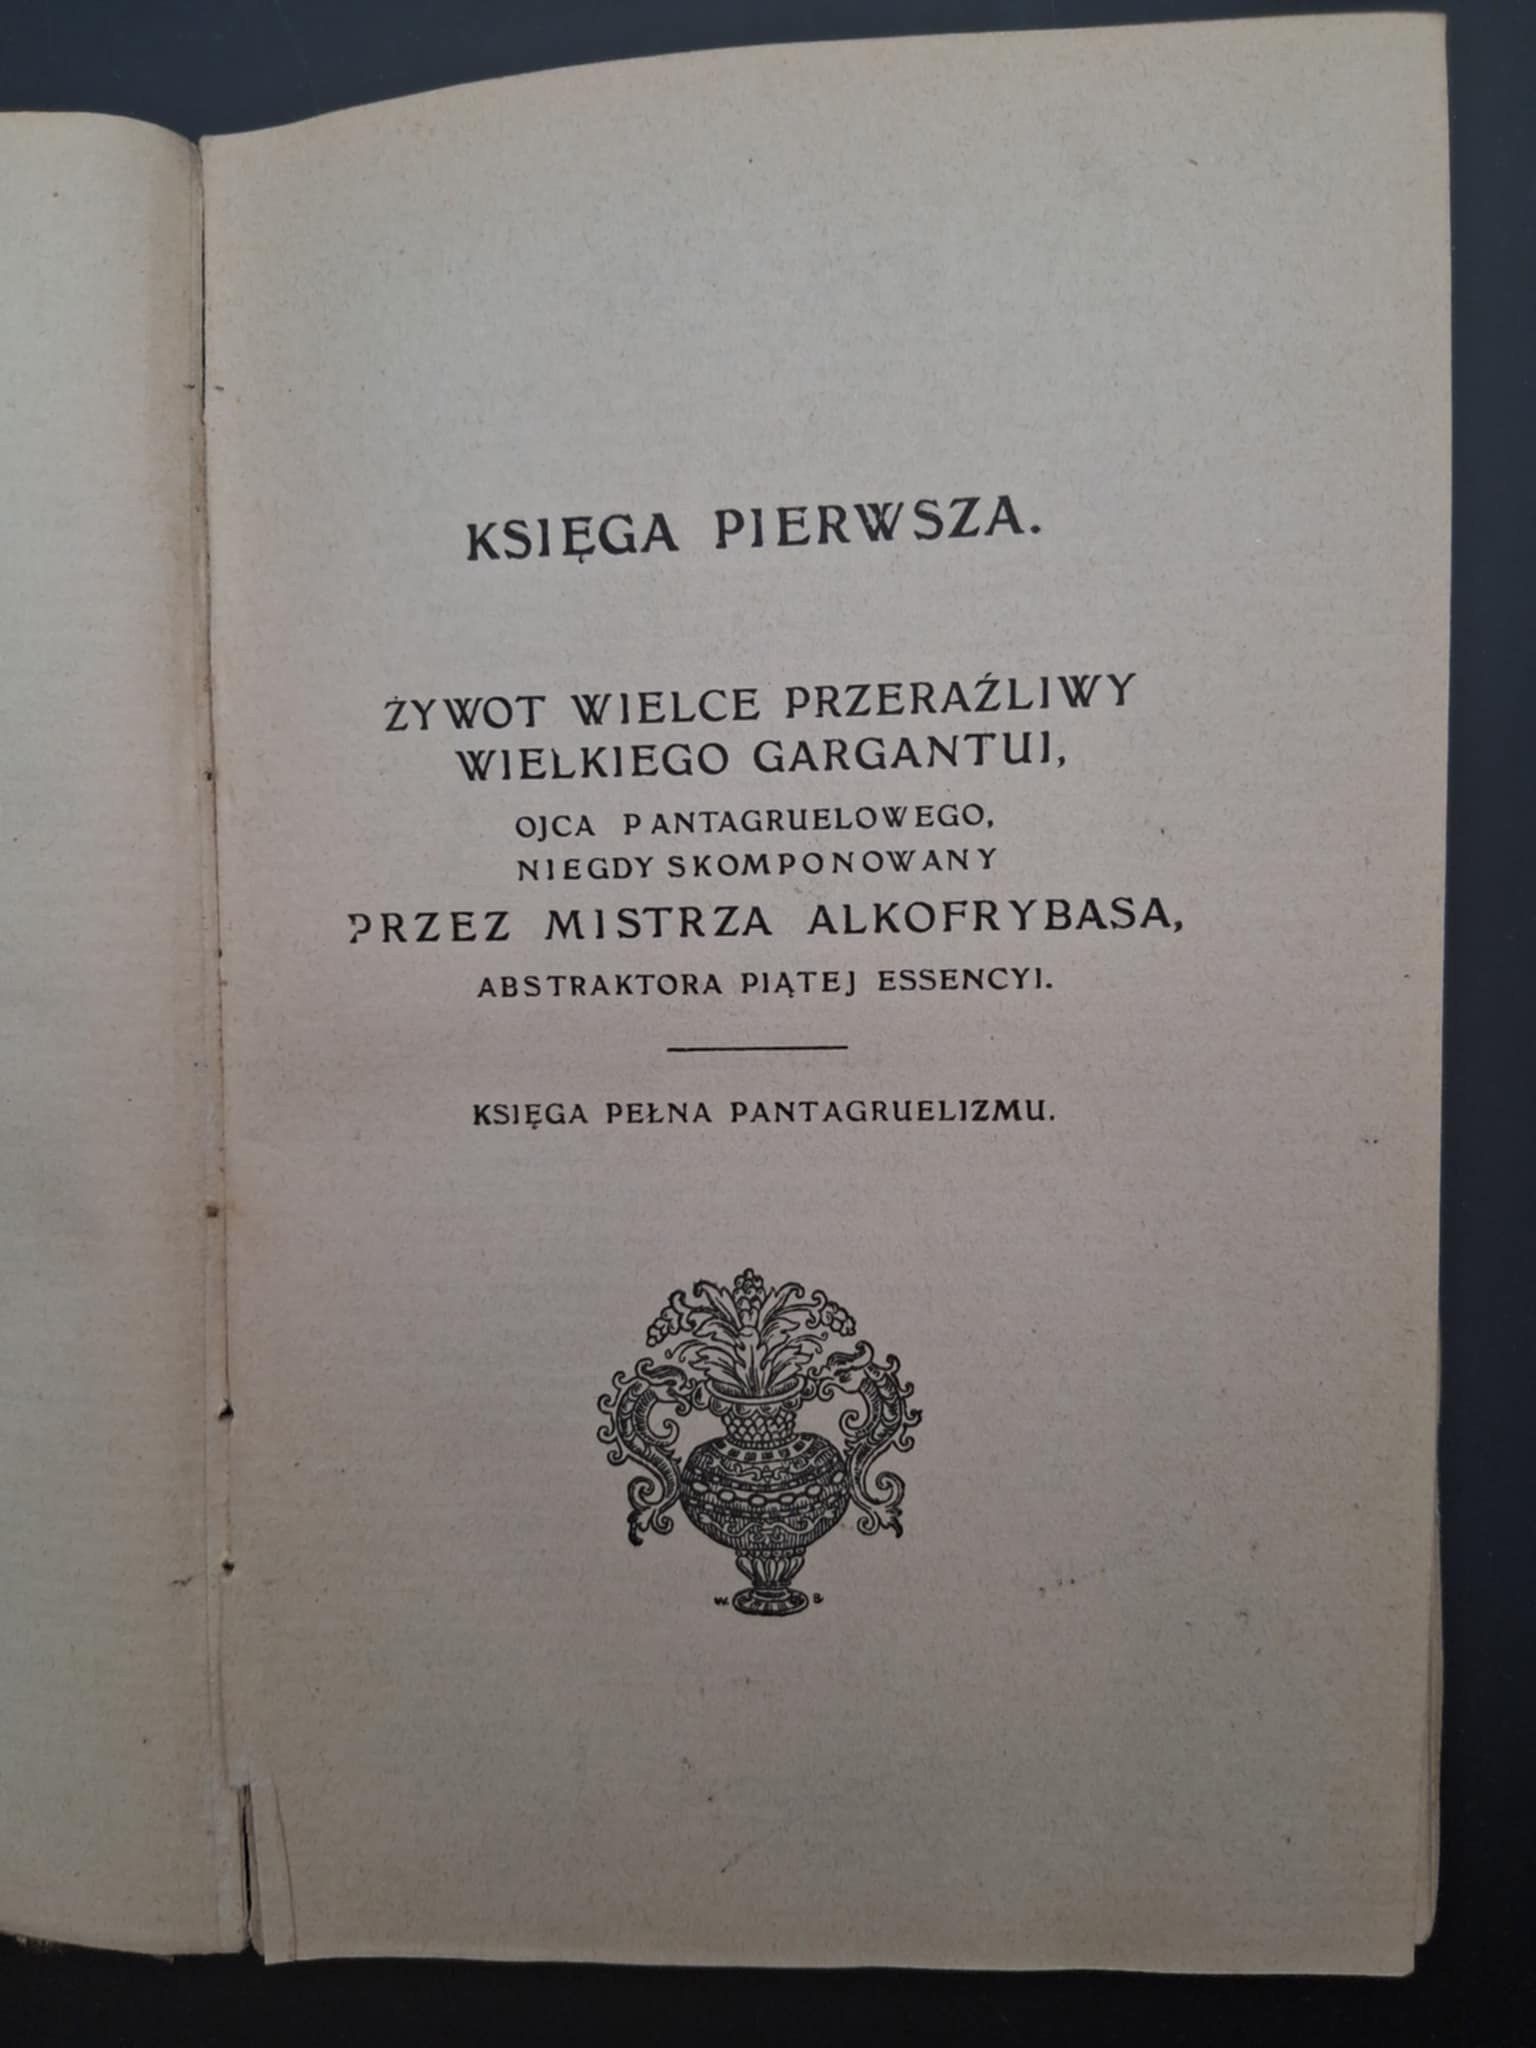 KSIĘGA PIERWSZA.
ŻYWOT WIELCE PRZERAŹLIWY
WIELKIEGO GARGANTUI,
OJCA PANTAGRUELOWEGO,
NIEGDY SKOMPONOWANY
PRZEZ MISTRZA ALKOFRYBASA,
ABSTRAKTORA PIĄTEJ ESSENCYI.
KSIĘGA PEŁNA PANTAGRUELIZMU.
W. B